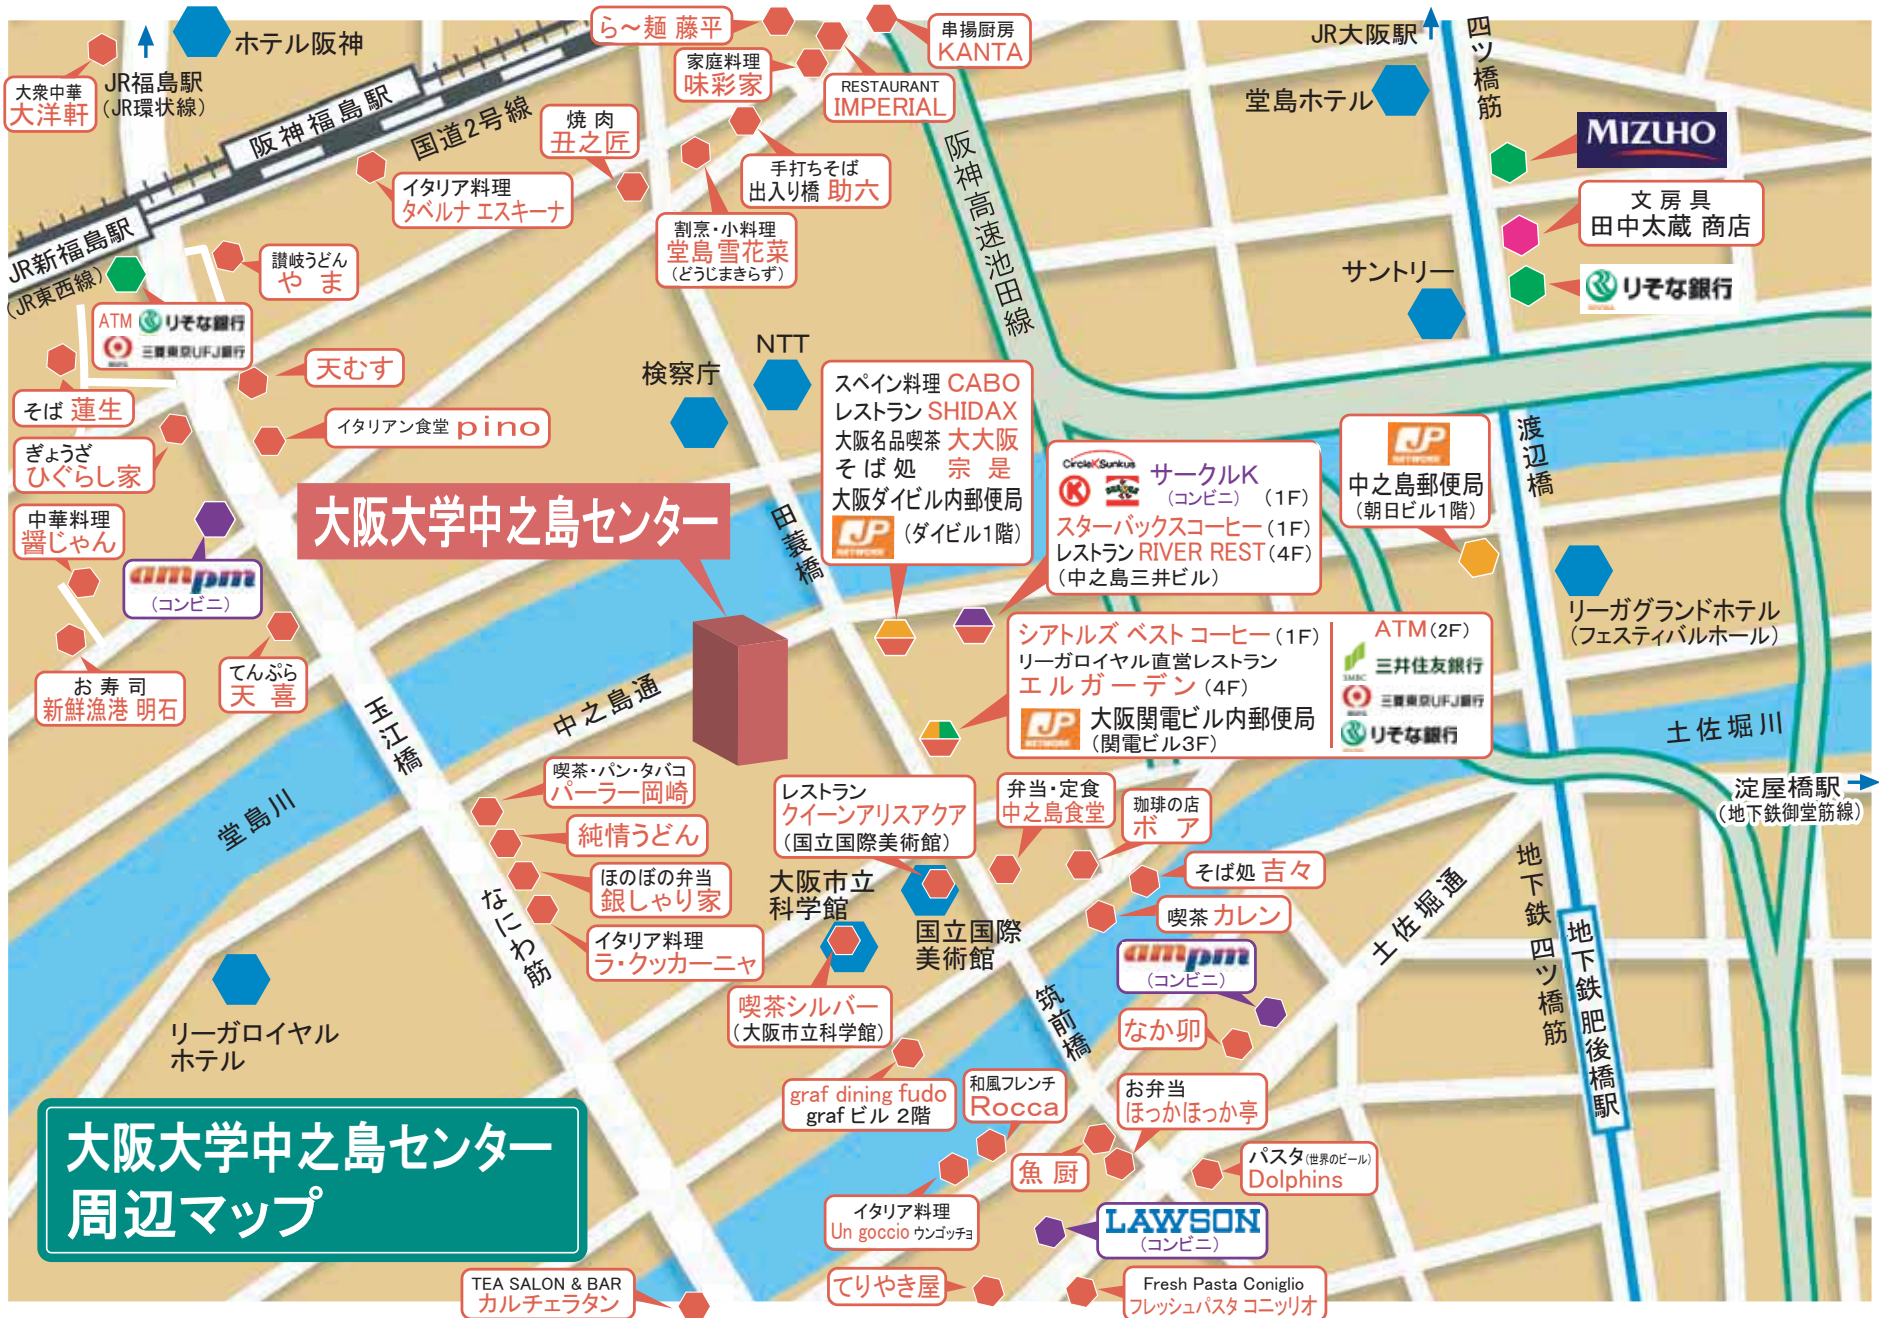 ホテル阪神
大衆中華
大洋軒
JR福島駅
(JR環状線)
阪神福島駅
国道2号線
JR新福島駅
(JR東西線)
ら〜麺 藤平
家庭料理
味彩家
RESTAURANT
IMPERIAL
串揚厨房
KANTA
焼 肉
丑之匠
手打ちそば
出入り橋 助六
イタリア料理
タベルナ エスキーナ
割烹・小料理
堂島雪花菜
(どうじまきらず)
讃岐うどん
や ま
ATM りそな銀行
三菱東京UFJ銀行
天むす
そば 蓮生
ぎょうざ
ひぐらし家
イタリアン食堂 pino
中華料理
醤じゃん
ampm
(コンビニ)
お 寿 司
新鮮漁港 明石
てんぷら
天 喜
大阪大学中之島センター
検察庁
NTT
阪神高速池田線
JR大阪駅
四ツ橋筋
堂島ホテル
MIZUHO
文 房 具
田中太蔵 商店
サントリー
りそな銀行
スペイン料理 CABO
レストラン SHIDAX
大阪名品喫茶 大大阪
そ ば 処 宗 是
大阪ダイビル内郵便局
JP
NETWORK
(ダイビル1階)
CircleKSunkus
K
サークルK
(コンビニ) (1F)
スターバックスコーヒー(1F)
レストラン RIVER REST(4F)
(中之島三井ビル)
JP
NETWORK
中之島郵便局
(朝日ビル1階)
渡辺橋
田蓑橋
リーガグランドホテル
(フェスティバルホール)
シアトルズ ベスト コーヒー(1F)
リーガロイヤル直営レストラン
エ ル ガ ー デ ン (4F)
JP
NETWORK
大阪関電ビル内郵便局
(関電ビル3F)
ATM(2F)
SMBC
三井住友銀行
三菱東京UFJ銀行
りそな銀行
土佐堀川
淀屋橋駅
(地下鉄御堂筋線)
玉江橋
中之島通
堂島川
喫茶・パン・タバコ
パーラー岡崎
純情うどん
ほのぼの弁当
銀しゃり家
イタリア料理
ラ・クッカーニャ
なにわ筋
レストラン
クイーンアリスアクア
(国立国際美術館)
弁当・定食
中之島食堂
珈琲の店
ボ ア
そば処 吉々
喫茶 カレン
大阪市立
科学館
国立国際
美術館
喫茶シルバー
(大阪市立科学館)
ampm
(コンビニ)
なか卯
土佐堀通
地下鉄 四ツ橋筋
地下鉄 肥後橋駅
筑前橋
リーガロイヤル
ホテル
graf dining fudo
graf ビル 2階
和風フレンチ
Rocca
お弁当
ほっかほっか亭
魚 厨
パスタ(世界のビール)
Dolphins
イタリア料理
Un goccio ウンゴッチョ
LAWSON
(コンビニ)
てりやき屋
Fresh Pasta Coniglio
フレッシュパスタ コニッリオ
TEA SALON & BAR
カルチェラタン
大阪大学中之島センター
周辺マップ